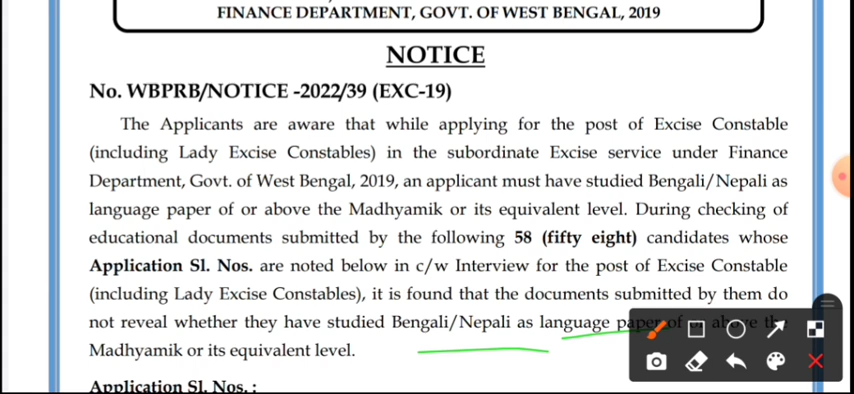 FINANCE DEPARTMENT, GOVT. OF WEST BENGAL, 2019
NOTICE
No. WBPRB/NOTICE -2022/39 (EXC-19)
The Applicants are aware that while applying for the post of Excise Constable
(including Lady Excise Constables) in the subordinate Excise service under Finance
Department, Govt. of West Bengal, 2019, an applicant must have studied Bengali/Nepali as
language paper of or above the Madhyamik or its equivalent level. During checking of
educational documents submitted by the following 58 (fifty eight) candidates whose
Application Sl. Nos. are noted below in c/w Interview for the post of Excise Constable
(including Lady Excise Constables), it is found that the documents submitted by them do
not reveal whether they have studied Bengali/Nepali as language paper of or above the
Madhyamik or its equivalent level.
Application Sl. Nos. :